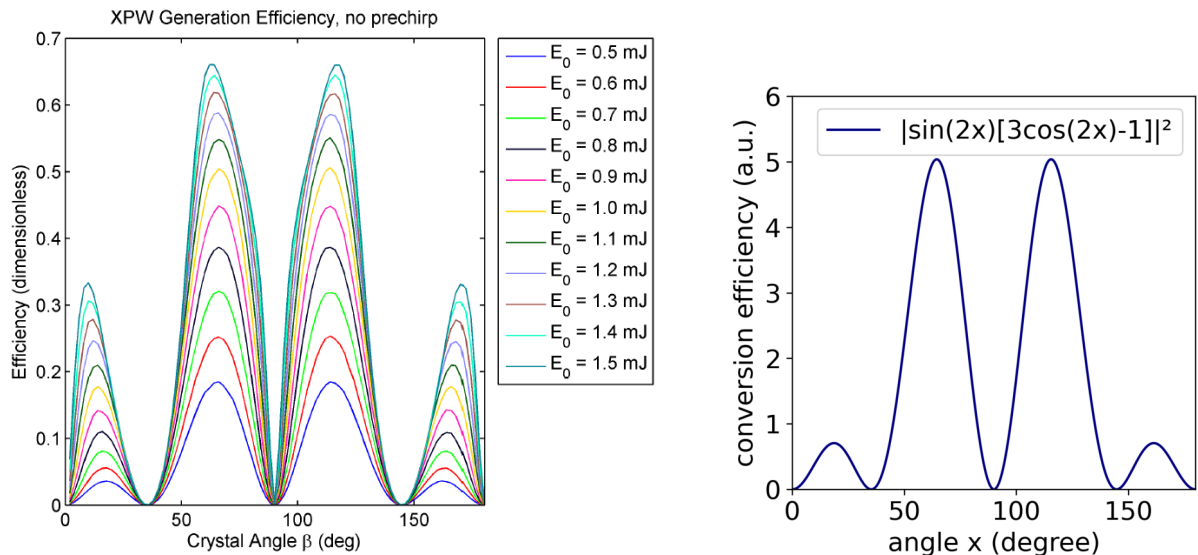 XPW Generation Efficiency, no prechirp
Efficiency (dimensionless)
0.7
0.6
0.5
0.4
0.3
0.2
0.1
0
0 50 100 150
Crystal Angle β (deg)
E0 = 0.5 mJ
E0 = 0.6 mJ
E0 = 0.7 mJ
E0 = 0.8 mJ
E0 = 0.9 mJ
E0 = 1.0 mJ
E0 = 1.1 mJ
E0 = 1.2 mJ
E0 = 1.3 mJ
E0 = 1.4 mJ
E0 = 1.5 mJ
conversion efficiency (a.u.)
6
5
4
3
2
1
0
|sin(2x)[3cos(2x)-1]|²
0 50 100 150
angle x (degree)